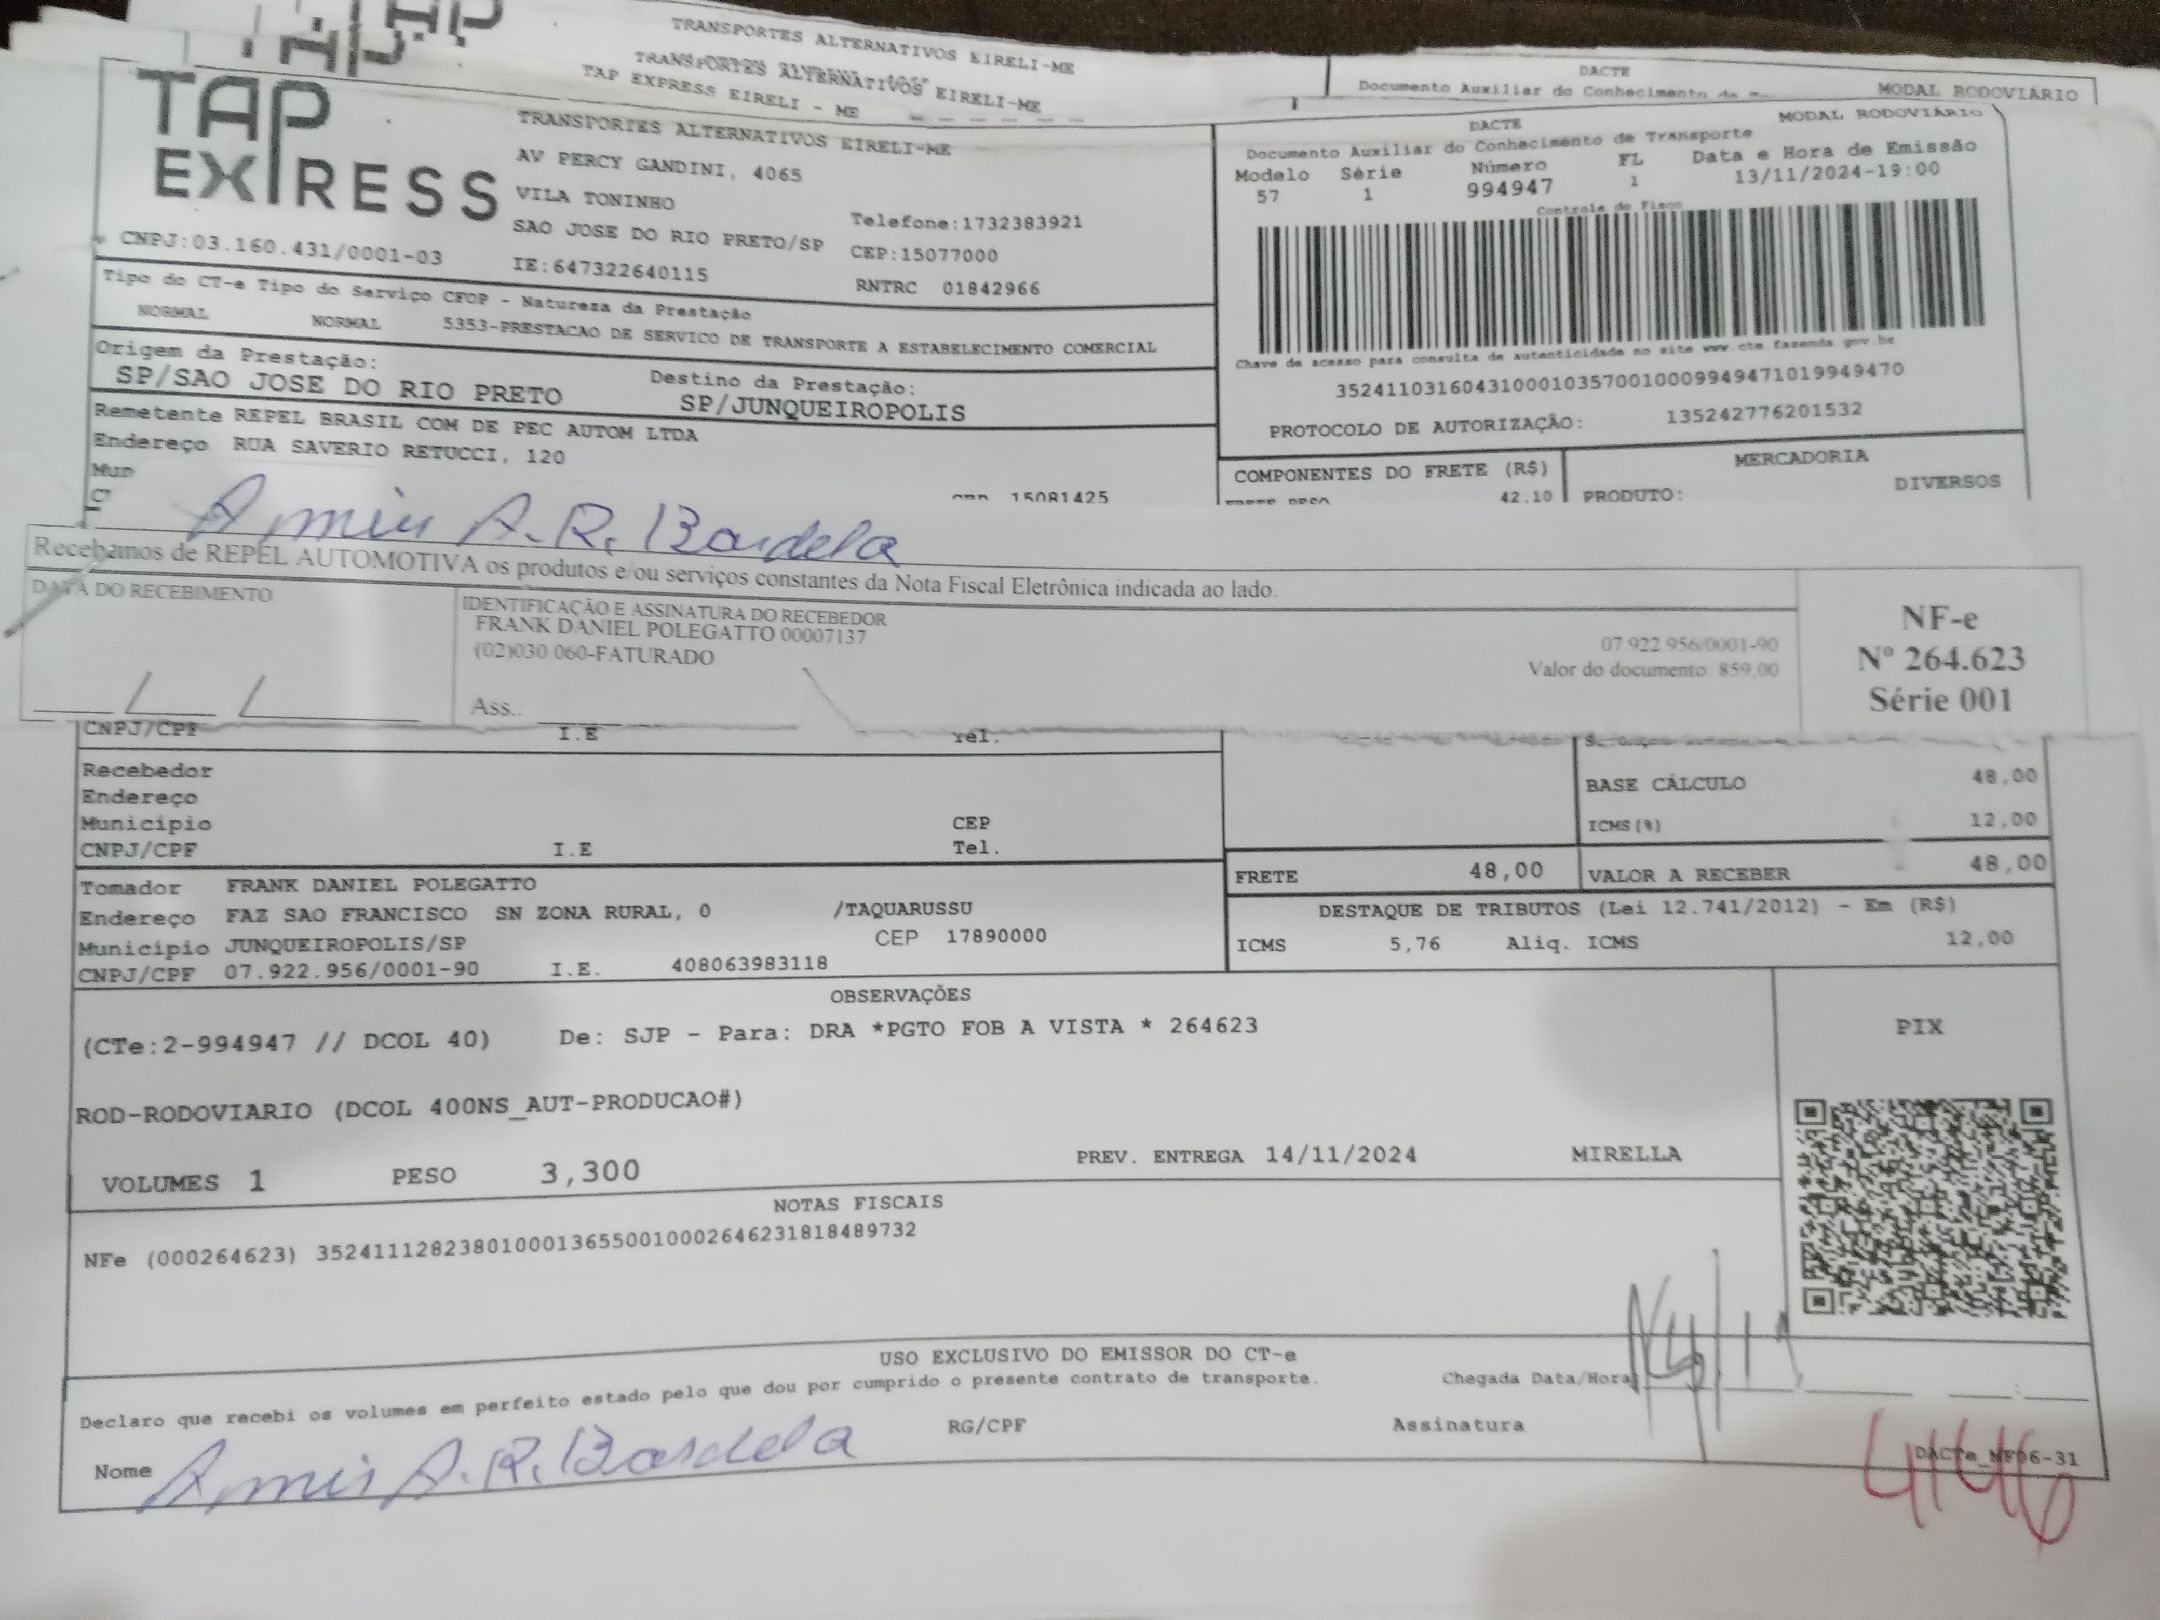 TRANSPORTES ALTERNATIVOS EIRELI-ME
TRANSPORTES ALTERNATIVOS EIRELI-ME
TAP EXPRESS EIRELI - ME
DACTE
Documento Auxiliar do Conhecimento de
MODAL RODOVIÁRIO
TAP EXPRESS
TRANSPORTES ALTERNATIVOS EIRELI-ME
AV PERCY GANDINI, 4065
VILA TONINHO
SAO JOSE DO RIO PRETO/SP
Telefone:1732383921
CEP:15077000
CNPJ:03.160.431/0001-03
IE:647322640115
RNTRC 01842966
DACTE
MODAL RODOVIÁRIO
Documento Auxiliar do Conhecimento de Transporte
Modelo Série Número FL Data e Hora de Emissão
57 1 994947 1 13/11/2024-19:00
Controle do Fisco
Chave de acesso para consulta de autenticidade no site www.cte.fazenda.gov.br
35241103160431000103570010009949471019949470
PROTOCOLO DE AUTORIZAÇÃO: 135242776201532
Tipo do CT-e Tipo do Serviço CFOP - Natureza da Prestação
NORMAL NORMAL 5353-PRESTACAO DE SERVICO DE TRANSPORTE A ESTABELECIMENTO COMERCIAL
Origem da Prestação: Destino da Prestação:
SP/SAO JOSE DO RIO PRETO SP/JUNQUEIROPOLIS
Remetente REPEL BRASIL COM DE PEC AUTOM LTDA
Endereço RUA SAVERIO RETUCCI, 120
15081425
COMPONENTES DO FRETE (R$)
42.10
MERCADORIA
PRODUTO: DIVERSOS
A.R. Bardela
Recebamos de REPEL AUTOMOTIVA os produtos e/ou serviços constantes da Nota Fiscal Eletrônica indicada ao lado.
DATA DO RECEBIMENTO
IDENTIFICAÇÃO E ASSINATURA DO RECEBEDOR
FRANK DANIEL POLEGATTO 00007137
(02)030.060-FATURADO
07.922.956/0001-90
Valor do documento: 859,00
Ass.:
NF-e
Nº 264.623
Série 001
CNPJ/CPF I.E Tel.
Recebedor
Endereço
Município CEP
CNPJ/CPF I.E Tel.
BASE CÁLCULO 48,00
ICMS(%) 12,00
FRETE 48,00 VALOR A RECEBER 48,00
Tomador FRANK DANIEL POLEGATTO
Endereço FAZ SAO FRANCISCO SN ZONA RURAL, 0 /TAQUARUSSU
Município JUNQUEIROPOLIS/SP CEP 17890000
CNPJ/CPF 07.922.956/0001-90 I.E. 408063983118
DESTAQUE DE TRIBUTOS (Lei 12.741/2012) - Em (R$)
ICMS 5,76 Aliq. ICMS 12,00
OBSERVAÇÕES
(CTe:2-994947 // DCOL 40) De: SJP - Para: DRA *PGTO FOB A VISTA * 264623
ROD-RODOVIARIO (DCOL 400NS_AUT-PRODUCAO#)
PIX
VOLUMES 1 PESO 3,300 PREV. ENTREGA 14/11/2024 MIRELLA
NOTAS FISCAIS
NFe (000264623) 35241112823801000136550010002646231818489732
USO EXCLUSIVO DO EMISSOR DO CT-e
Declaro que recebi os volumes em perfeito estado pelo que dou por cumprido o presente contrato de transporte.
Chegada Data/Hora
Nome A.R. Bardela RG/CPF Assinatura
DACTe_NF06-31